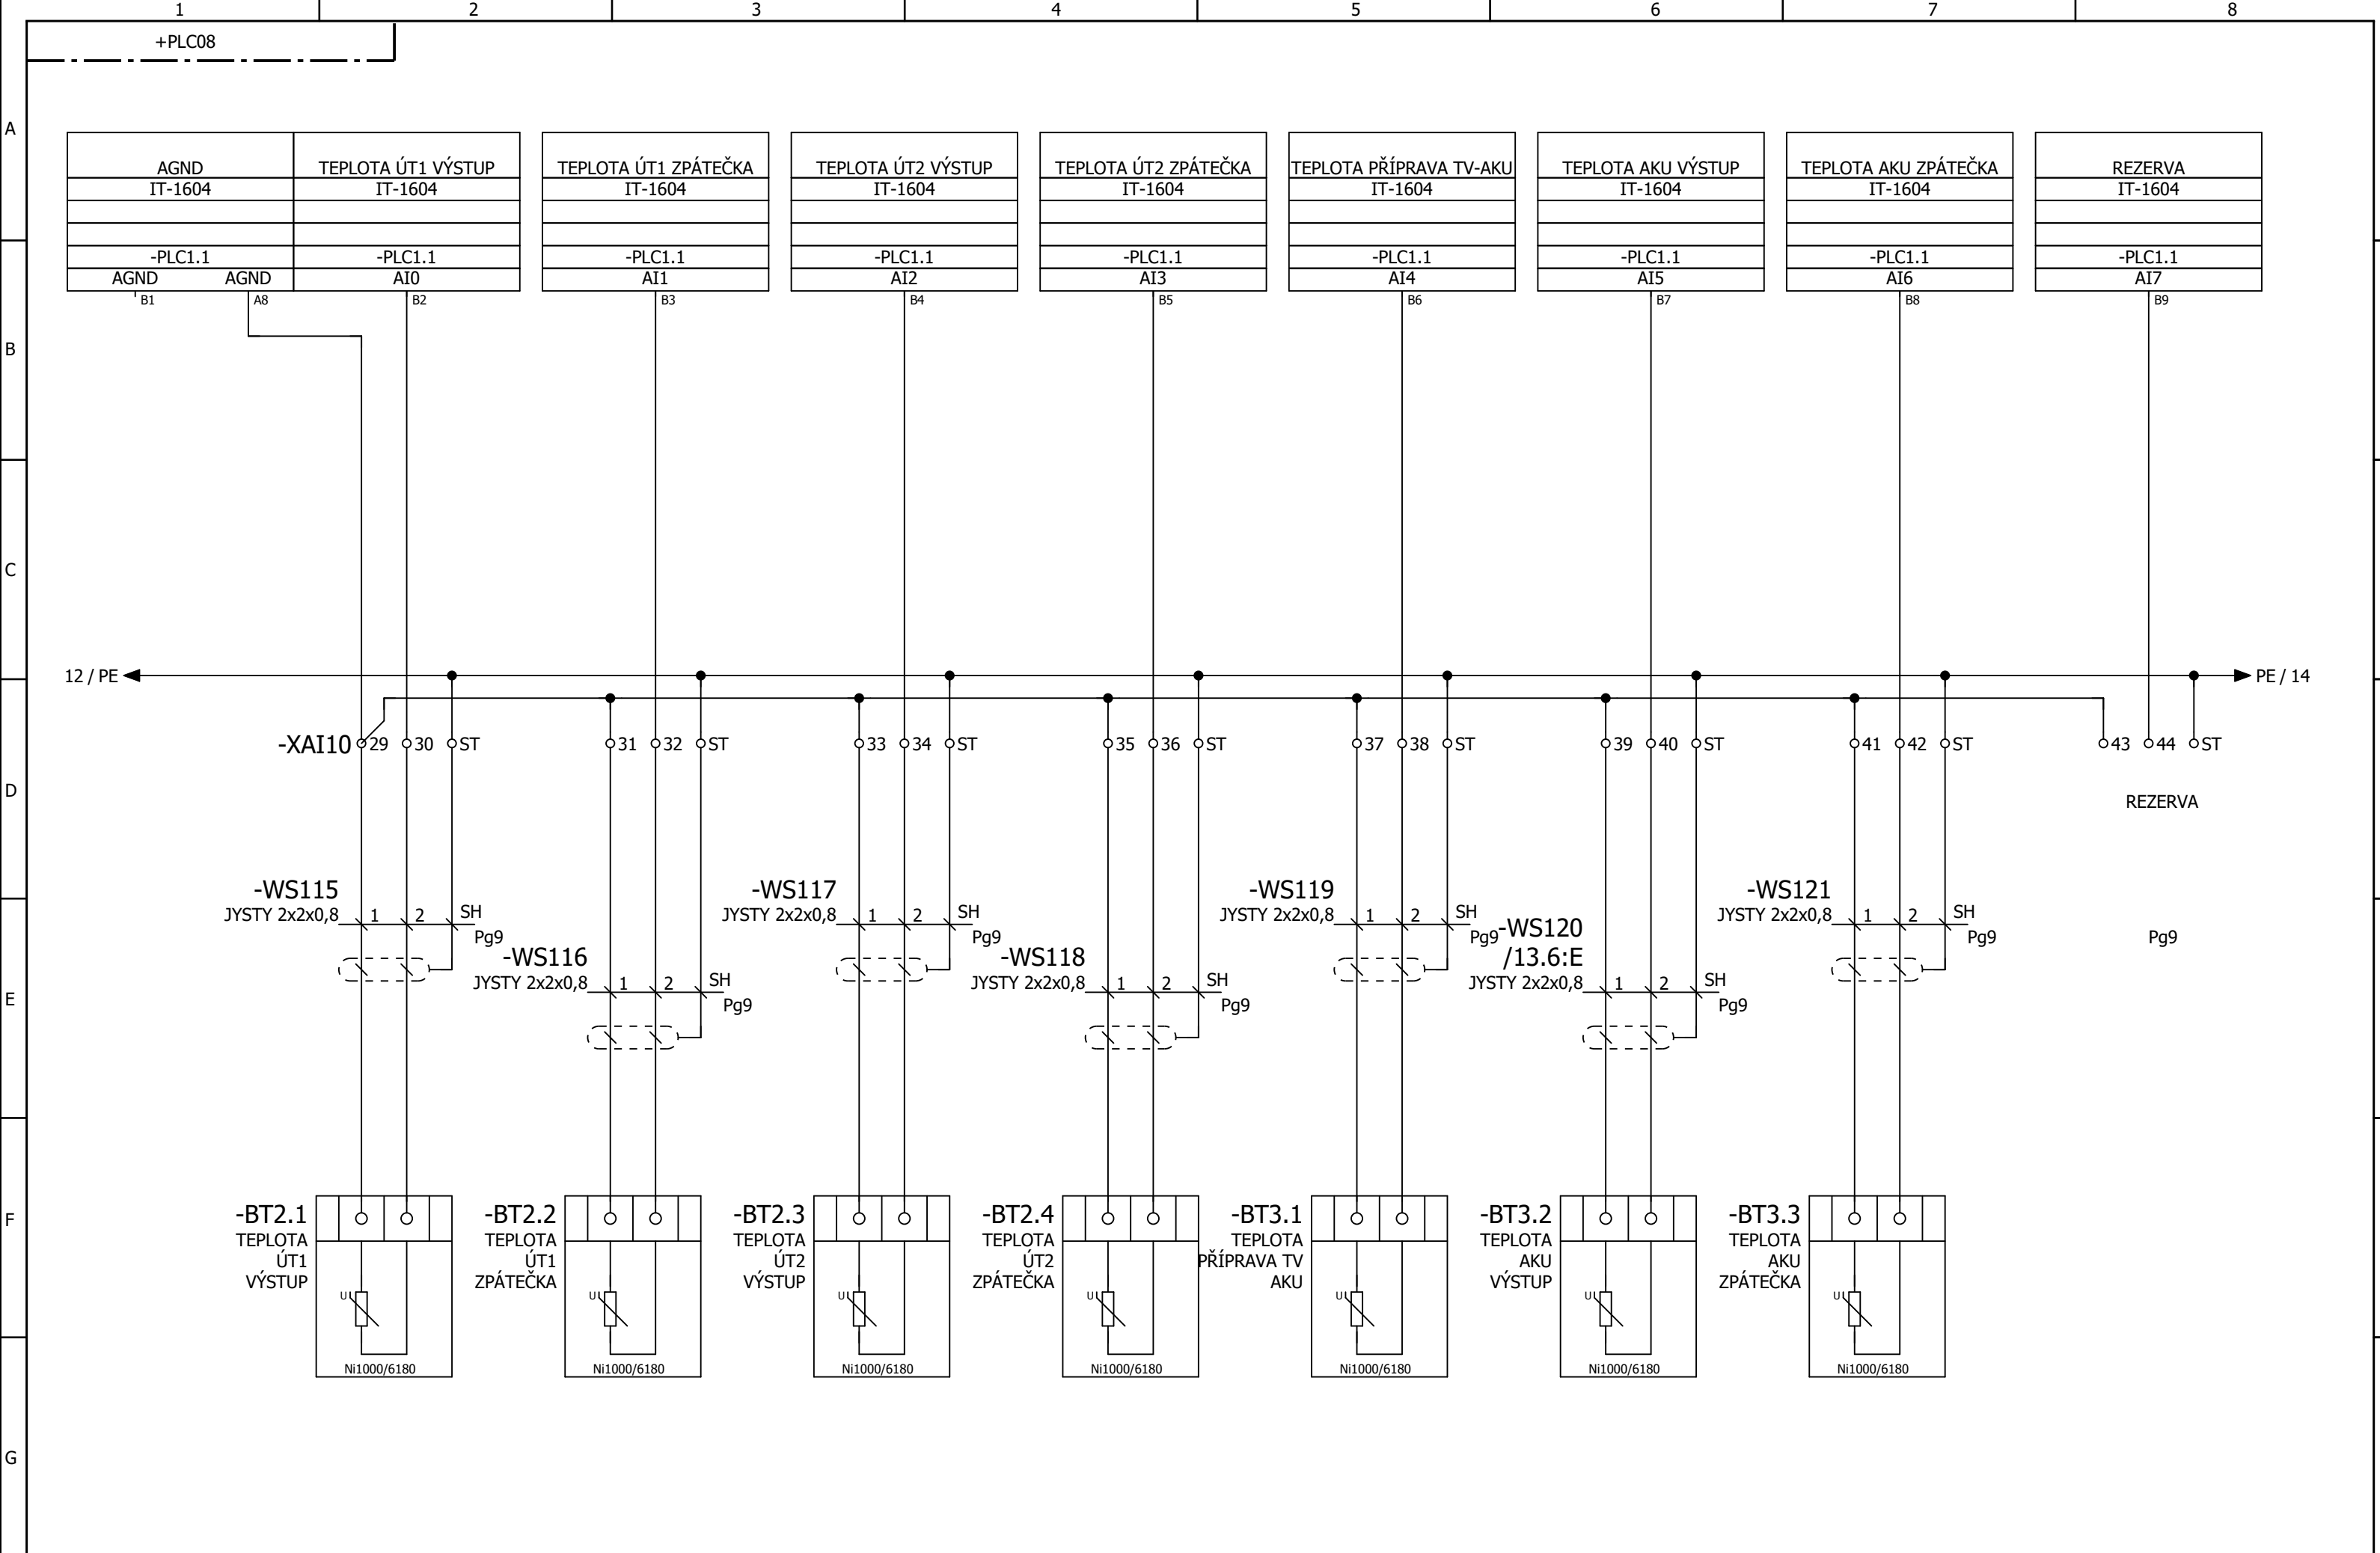 1 2 3 4 5 6 7 8
+PLC08
A
AGND TEPLOTA ÚT1 VÝSTUP TEPLOTA ÚT1 ZPÁTEČKA TEPLOTA ÚT2 VÝSTUP TEPLOTA ÚT2 ZPÁTEČKA TEPLOTA PŘÍPRAVA TV-AKU TEPLOTA AKU VÝSTUP TEPLOTA AKU ZPÁTEČKA REZERVA
IT-1604 IT-1604 IT-1604 IT-1604 IT-1604 IT-1604 IT-1604 IT-1604 IT-1604
-PLC1.1 -PLC1.1 -PLC1.1 -PLC1.1 -PLC1.1 -PLC1.1 -PLC1.1 -PLC1.1 -PLC1.1
AGND AGND AI0 AI1 AI2 AI3 AI4 AI5 AI6 AI7
B1 A8 B2 B3 B4 B5 B6 B7 B8 B9
B
C
12 / PE PE / 14
-XAI10 29 30 ST 31 32 ST 33 34 ST 35 36 ST 37 38 ST 39 40 ST 41 42 ST 43 44 ST
D
REZERVA
-WS115 -WS117 -WS119 -WS121
JYSTY 2x2x0,8 1 2 SH JYSTY 2x2x0,8 1 2 SH JYSTY 2x2x0,8 1 2 SH JYSTY 2x2x0,8 1 2 SH
Pg9 Pg9 Pg9 Pg9 Pg9
-WS116 -WS118 -WS120
/13.6:E
JYSTY 2x2x0,8 1 2 SH JYSTY 2x2x0,8 1 2 SH JYSTY 2x2x0,8 1 2 SH
Pg9 Pg9 Pg9
E
F
-BT2.1 -BT2.2 -BT2.3 -BT2.4 -BT3.1 -BT3.2 -BT3.3
TEPLOTA TEPLOTA TEPLOTA TEPLOTA TEPLOTA TEPLOTA TEPLOTA
ÚT1 ÚT1 ÚT2 ÚT2 PŘÍPRAVA TV AKU AKU
VÝSTUP ZPÁTEČKA VÝSTUP ZPÁTEČKA AKU VÝSTUP ZPÁTEČKA
U U U U U U U
Ni1000/6180 Ni1000/6180 Ni1000/6180 Ni1000/6180 Ni1000/6180 Ni1000/6180 Ni1000/6180
G